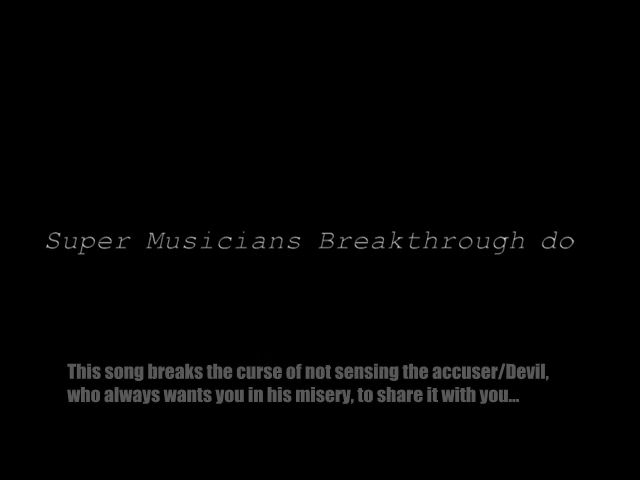 Super Musicians Breakthrough do
This song breaks the curse of not sensing the accuser/Devil,
who always wants you in his misery, to share it with you...